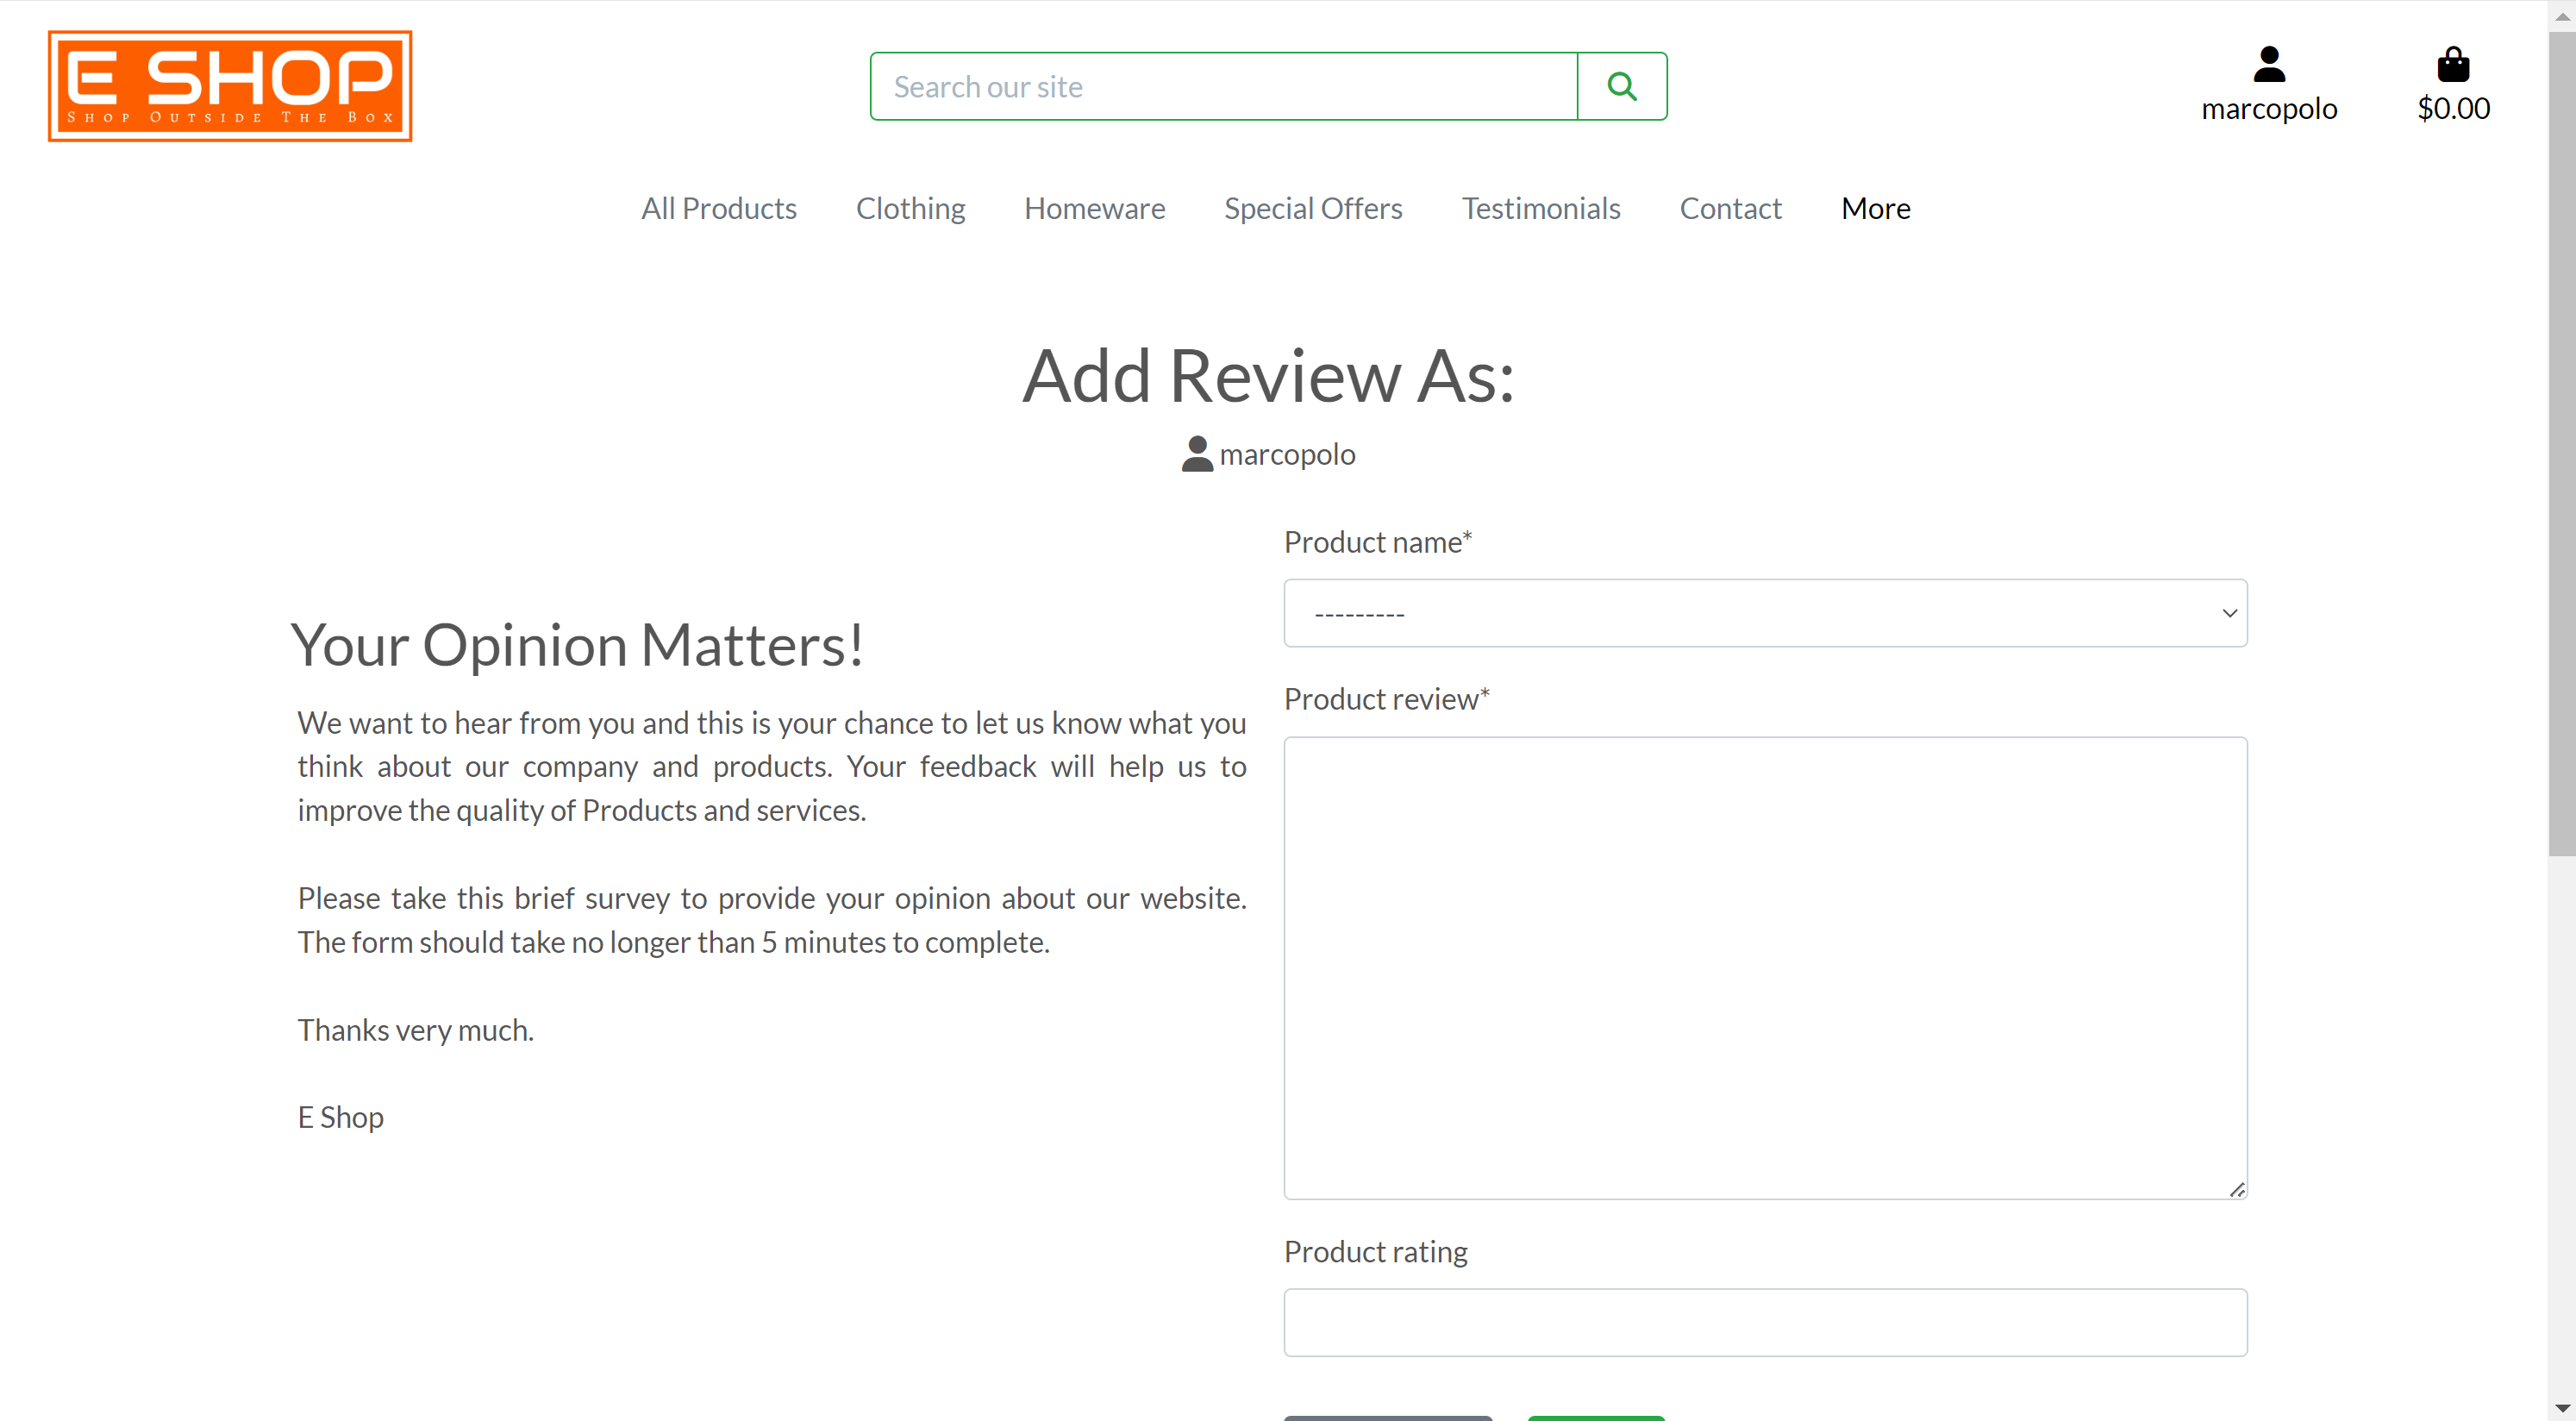 E SHOP
Shop Outside The Box
Search our site
marcopolo
$0.00
All Products Clothing Homeware Special Offers Testimonials Contact More
Add Review As:
marcopolo
Your Opinion Matters!
We want to hear from you and this is your chance to let us know what you
think about our company and products. Your feedback will help us to
improve the quality of Products and services.
Please take this brief survey to provide your opinion about our website.
The form should take no longer than 5 minutes to complete.
Thanks very much.
E Shop
Product name*
---------
Product review*
Product rating